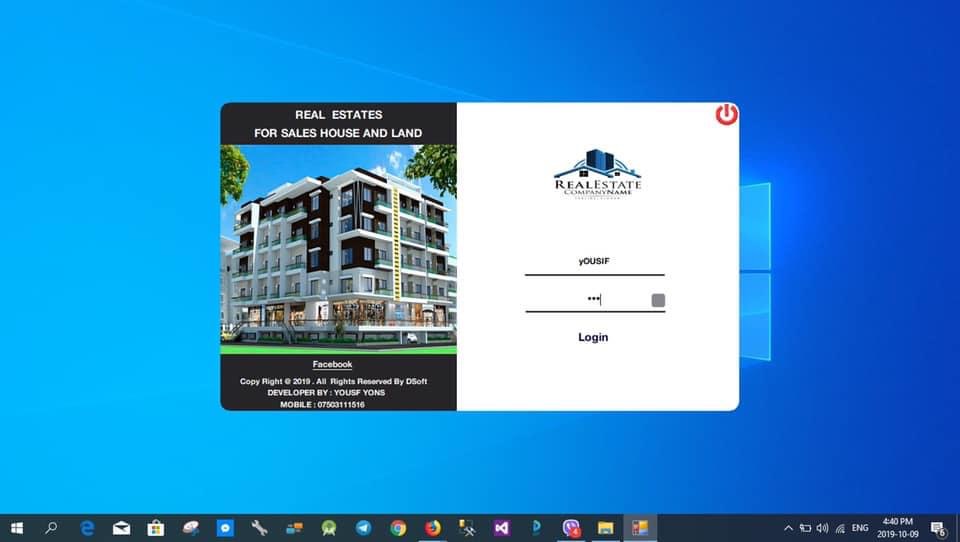 REAL ESTATES
FOR SALES HOUSE AND LAND
REALESTATE
COMPANYNAME
yOUSIF
•••
Login
Facebook
Copy Right @ 2019 . All Rights Reserved By DSoft
DEVELOPER BY : YOUSF YONS
MOBILE : 07503111516
ENG
4:40 PM
2019-10-09
4
6